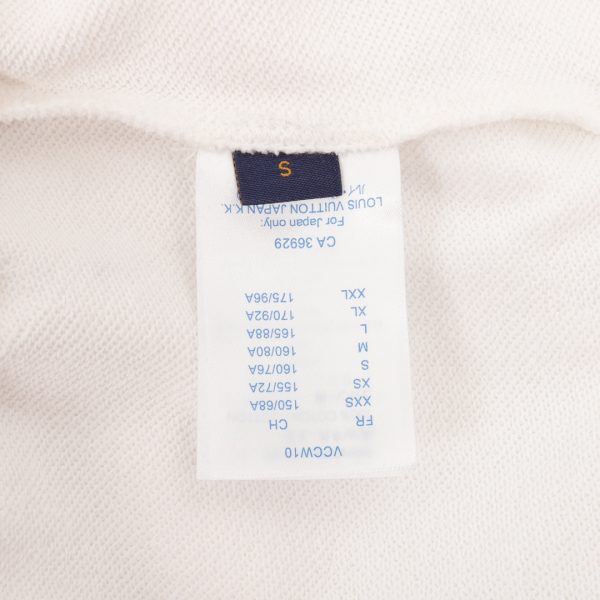 VCCW10
FR CH
XXS 150/68A
XS 155/72A
S 160/76A
M 160/80A
L 165/88A
XL 170/92A
XXL 175/96A
CA 36929
For Japan only:
LOUIS VUITTON JAPAN K.K.
S